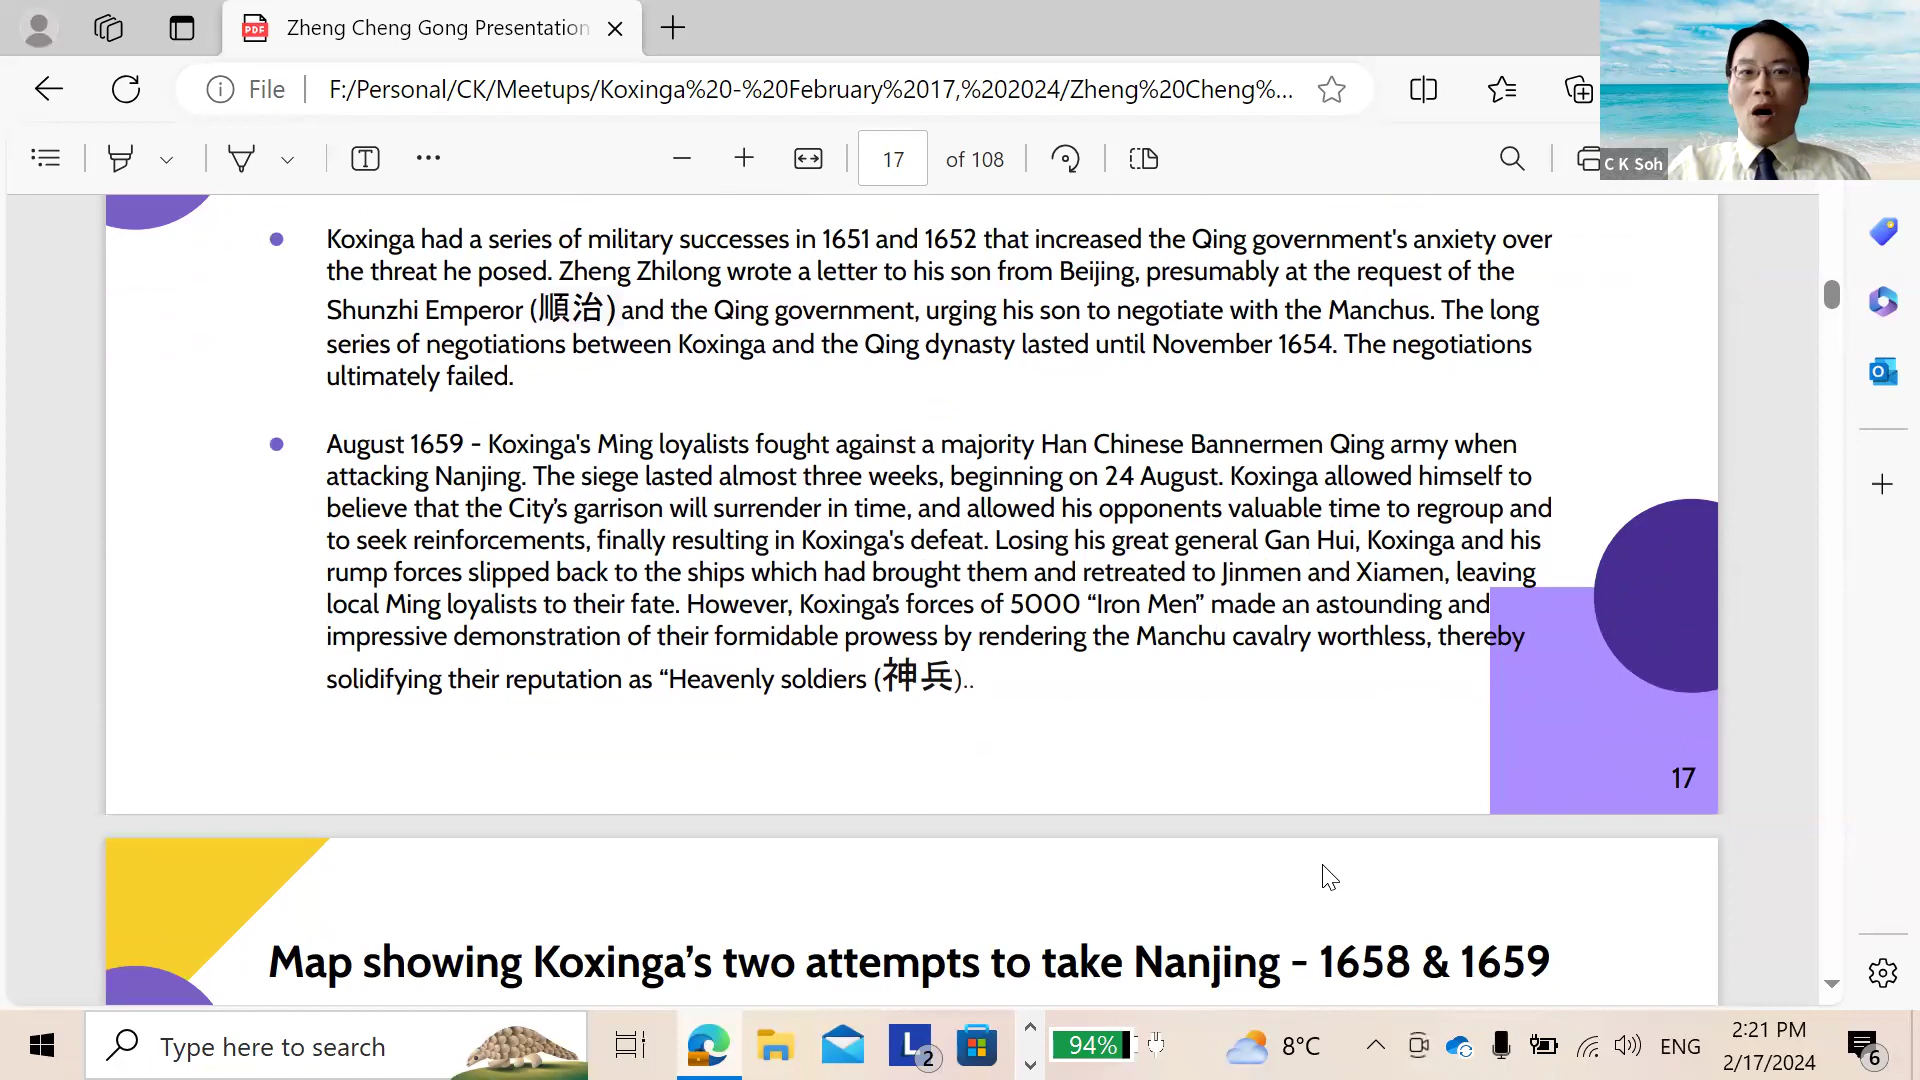 Zheng Cheng Gong Presentation
File
F:/Personal/CK/Meetups/Koxinga%20-%20February%2017,%202024/Zheng%20Cheng%...
17 of 108
C K Soh
Koxinga had a series of military successes in 1651 and 1652 that increased the Qing government's anxiety over
the threat he posed. Zheng Zhilong wrote a letter to his son from Beijing, presumably at the request of the
Shunzhi Emperor (順治) and the Qing government, urging his son to negotiate with the Manchus. The long
series of negotiations between Koxinga and the Qing dynasty lasted until November 1654. The negotiations
ultimately failed.
August 1659 - Koxinga's Ming loyalists fought against a majority Han Chinese Bannermen Qing army when
attacking Nanjing. The siege lasted almost three weeks, beginning on 24 August. Koxinga allowed himself to
believe that the City’s garrison will surrender in time, and allowed his opponents valuable time to regroup and
to seek reinforcements, finally resulting in Koxinga's defeat. Losing his great general Gan Hui, Koxinga and his
rump forces slipped back to the ships which had brought them and retreated to Jinmen and Xiamen, leaving
local Ming loyalists to their fate. However, Koxinga’s forces of 5000 “Iron Men” made an astounding and
impressive demonstration of their formidable prowess by rendering the Manchu cavalry worthless, thereby
solidifying their reputation as “Heavenly soldiers (神兵)..
17
Map showing Koxinga’s two attempts to take Nanjing - 1658 & 1659
Type here to search
L 2
94%
8°C
ENG
2:21 PM
2/17/2024
6